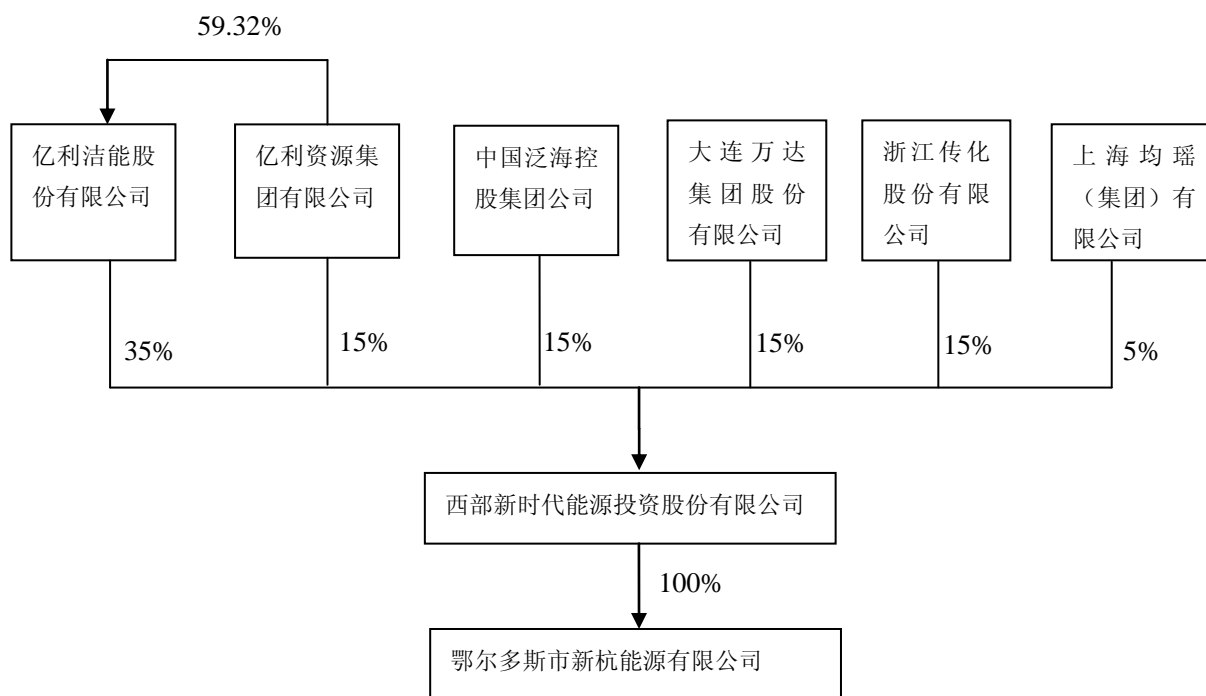 59.32%
亿利洁能股
份有限公司
亿利资源集
团有限公司
中国泛海控
股集团公司
大连万达
集团股份
有限公司
浙江传化
股份有限
公司
上海均瑶
（集团）有
限公司
35%
15%
15%
15%
15%
5%
西部新时代能源投资股份有限公司
100%
鄂尔多斯市新杭能源有限公司